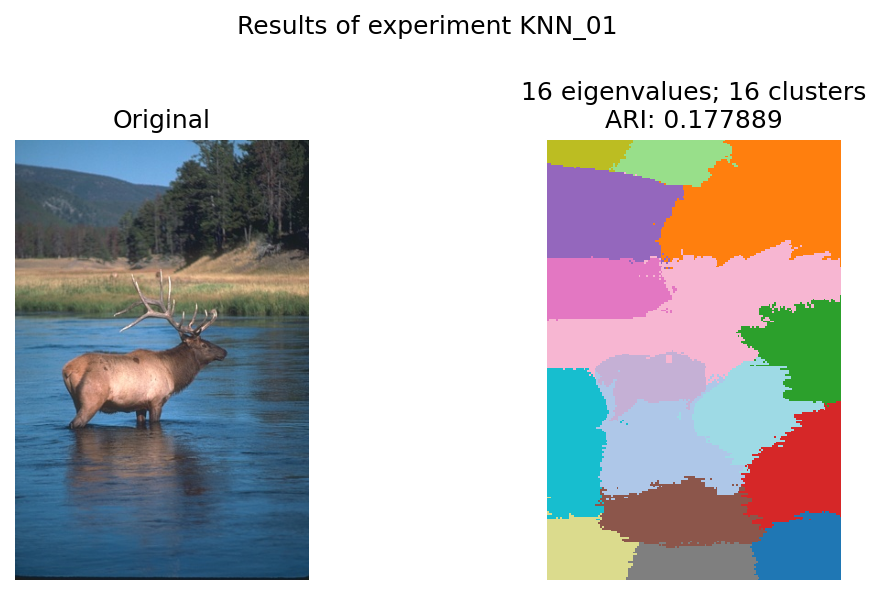 Results of experiment KNN_01
Original
16 eigenvalues; 16 clusters
ARI: 0.177889